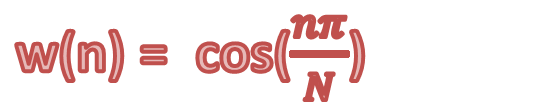 w(n) = cos(nπ/N)